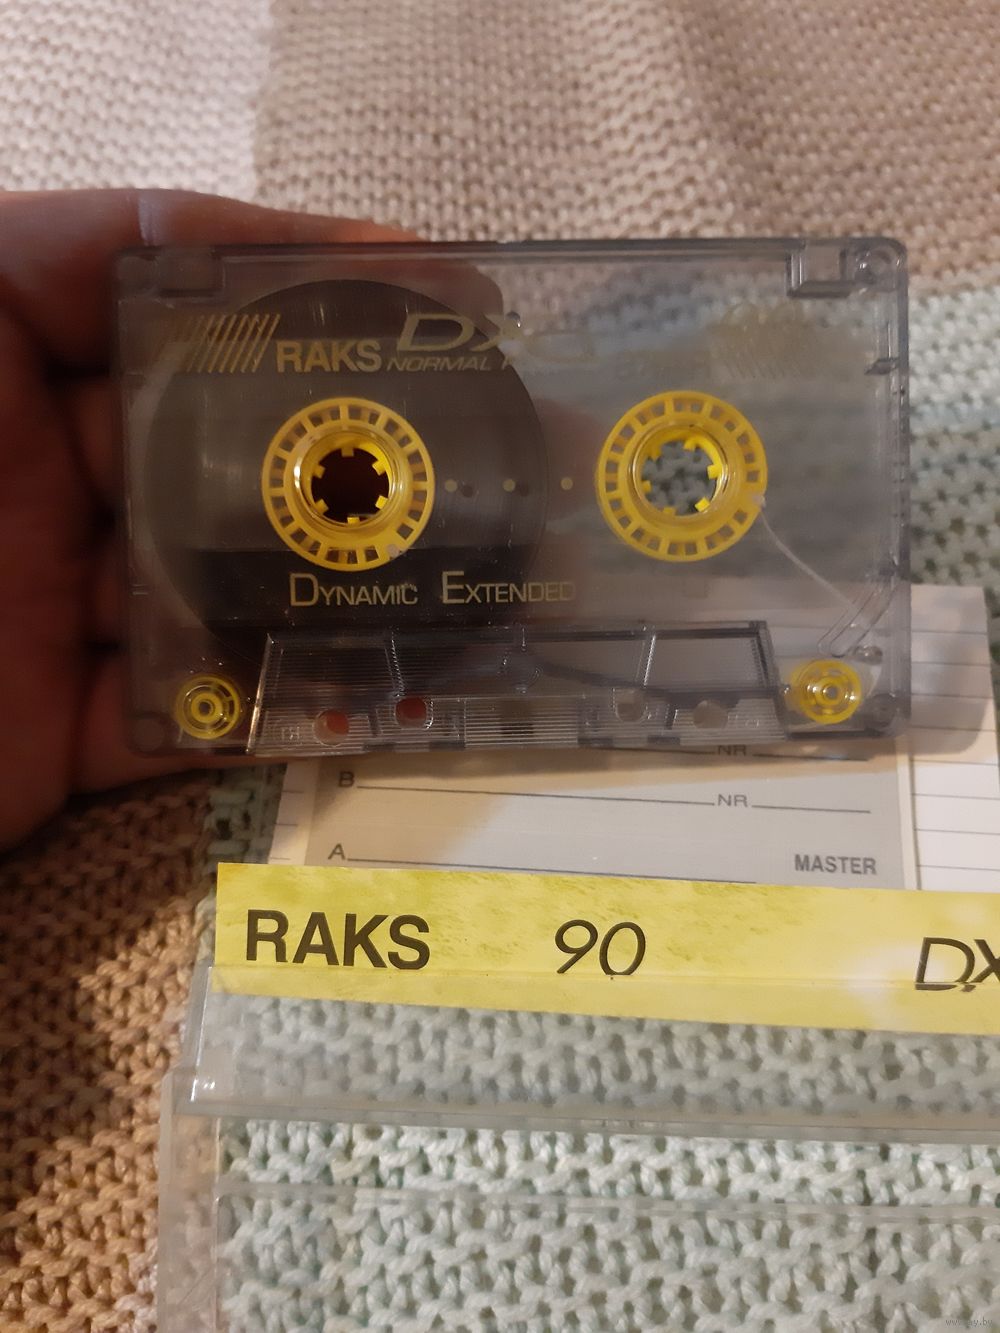 RAKS DX
NORMAL
DYNAMIC EXTENDED
NR
B NR
A
MASTER
RAKS 90 DX